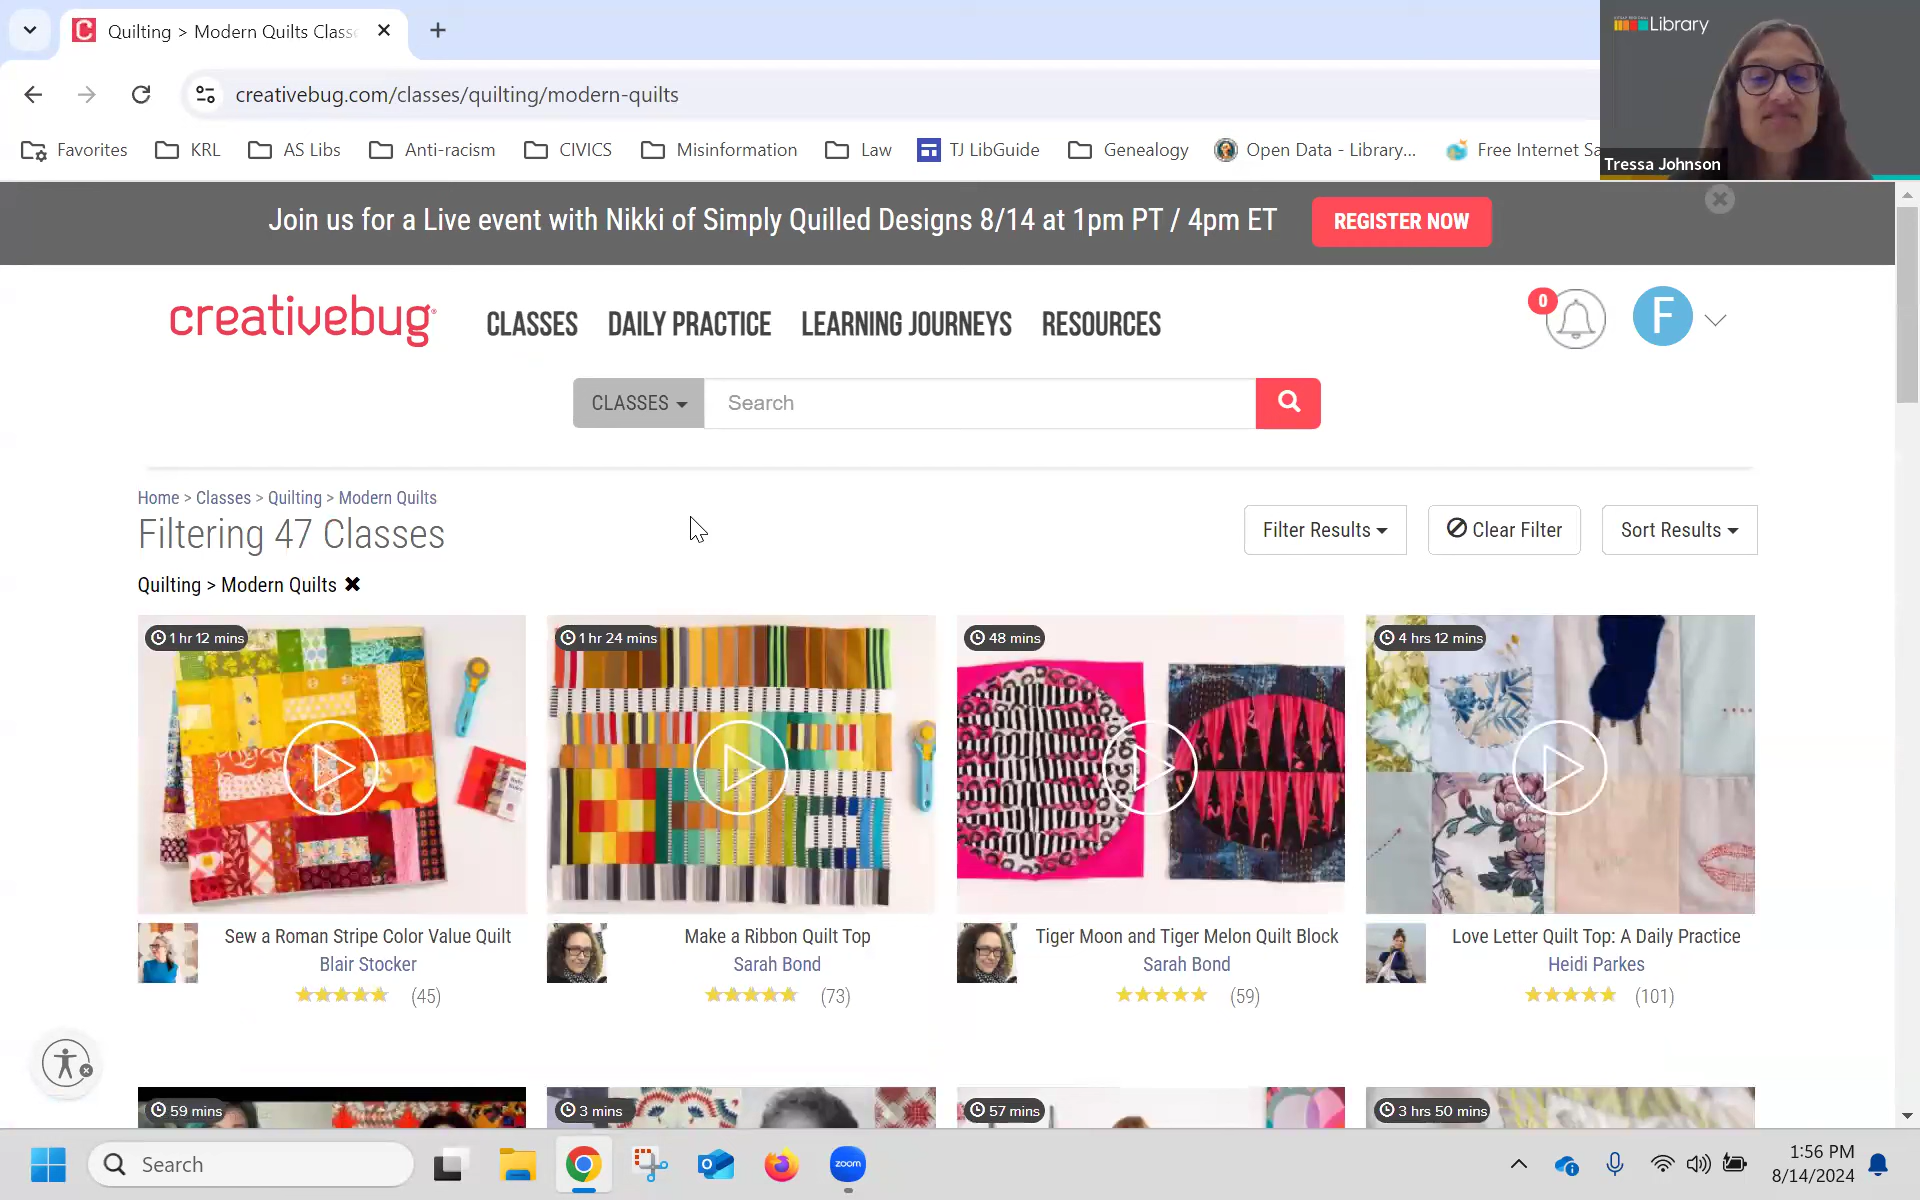 Quilting > Modern Quilts Class
creativebug.com/classes/quilting/modern-quilts
Library
Favorites KRL AS Libs Anti-racism CIVICS Misinformation Law TJ LibGuide Genealogy Open Data - Library... Free Internet Sa
Tressa Johnson
Join us for a Live event with Nikki of Simply Quilled Designs 8/14 at 1pm PT / 4pm ET REGISTER NOW
creativebug CLASSES DAILY PRACTICE LEARNING JOURNEYS RESOURCES 0 F
CLASSES Search
Home > Classes > Quilting > Modern Quilts
Filtering 47 Classes
Filter Results Clear Filter Sort Results
Quilting > Modern Quilts
1 hr 12 mins 1 hr 24 mins 48 mins 4 hrs 12 mins
Sew a Roman Stripe Color Value Quilt
Blair Stocker
(45)
Make a Ribbon Quilt Top
Sarah Bond
(73)
Tiger Moon and Tiger Melon Quilt Block
Sarah Bond
(59)
Love Letter Quilt Top: A Daily Practice
Heidi Parkes
(101)
59 mins 3 mins 57 mins 3 hrs 50 mins
Search
zoom
1:56 PM
8/14/2024